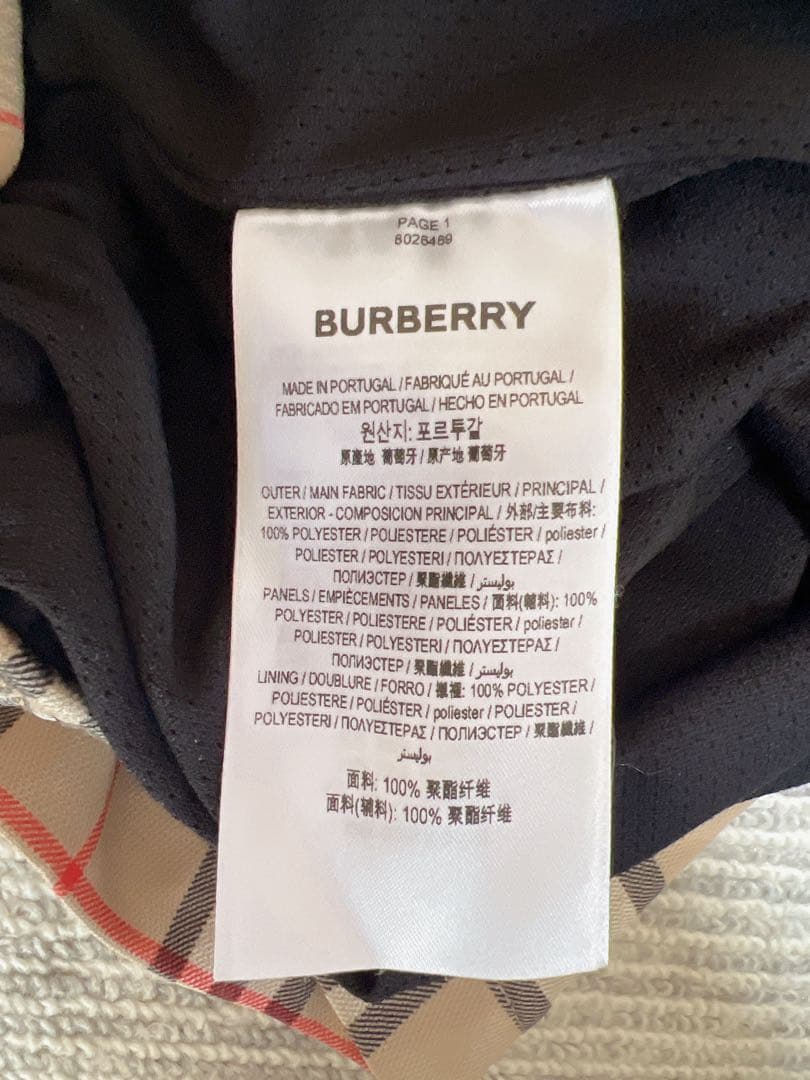 PAGE 1
8026469
BURBERRY
MADE IN PORTUGAL / FABRIQUÉ AU PORTUGAL /
FABRICADO EM PORTUGAL / HECHO EN PORTUGAL
원산지: 포르투갈
原產地 葡萄牙 / 原产地 葡萄牙
OUTER / MAIN FABRIC / TISSU EXTÉRIEUR / PRINCIPAL /
EXTERIOR - COMPOSICION PRINCIPAL / 外部/主要布料:
100% POLYESTER / POLIESTERE / POLIÉSTER / poliester /
POLIESTER / POLYESTERI / ΠΟΛΥΕΣΤΕΡΑΣ /
ПОЛИЭСТЕР / 聚酯纖維 / بوليستر
PANELS / EMPIÈCEMENTS / PANELES / 面料(輔料): 100%
POLYESTER / POLIESTERE / POLIÉSTER / poliester /
POLIESTER / POLYESTERI / ΠΟΛΥΕΣΤΕΡΑΣ /
ПОЛИЭСТЕР / 聚酯纖維 / بوليستر
LINING / DOUBLURE / FORRO / 襯裡: 100% POLYESTER /
POLIESTERE / POLIÉSTER / poliester / POLIESTER /
POLYESTERI / ΠΟΛΥΕΣΤΕΡΑΣ / ПОЛИЭСТЕР / 聚酯纖維 /
بوليستر
面料: 100% 聚酯纤维
面料(辅料): 100% 聚酯纤维